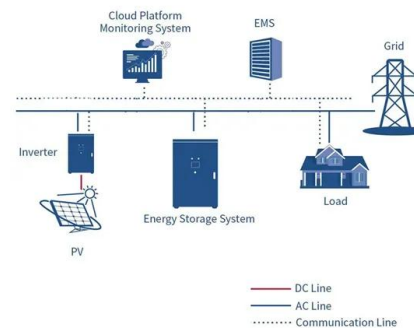 Cloud Platform
Monitoring System
EMS
Grid
Inverter
Energy Storage System
Load
PV
DC Line
AC Line
Communication Line